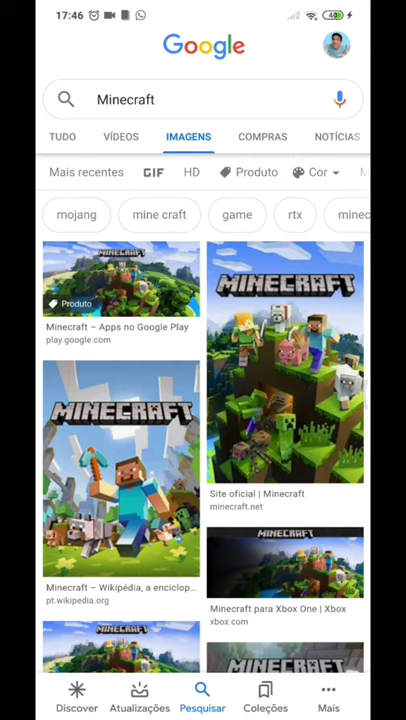 17:46
40
Google
Minecraft
TUDO VÍDEOS IMAGENS COMPRAS NOTÍCIAS
Mais recentes GIF HD Produto Cor M
mojang mine craft game rtx minec
MINECRAFT
Produto
Minecraft – Apps no Google Play
play.google.com
MINECRAFT
Site oficial | Minecraft
minecraft.net
MINECRAFT
Minecraft – Wikipédia, a enciclop...
pt.wikipedia.org
MINECRAFT
Minecraft para Xbox One | Xbox
xbox.com
MINECRAFT
MINECRAFT
Discover Atualizações Pesquisar Coleções Mais